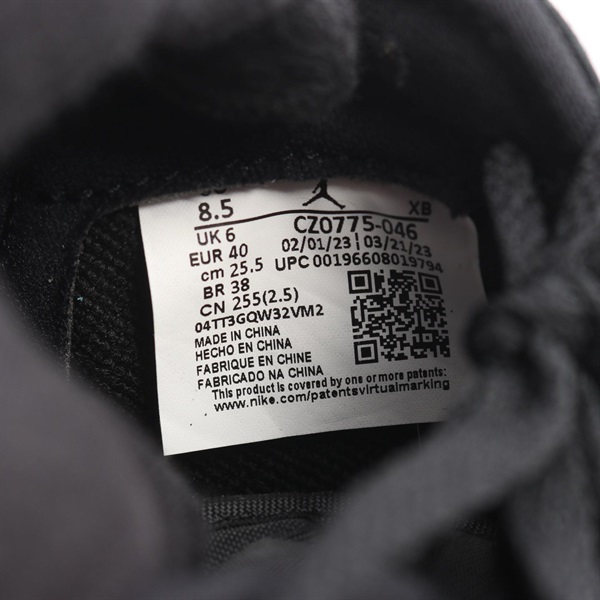 8.5 XB
UK 6 CZ0775-046
EUR 40 02/01/23 | 03/21/23
cm 25.5 UPC 00196608019794
BR 38
CN 255(2.5)
04TT3GQW32VM2
MADE IN CHINA
HECHO EN CHINA
FABRIQUE EN CHINE
FABRICADO NA CHINA
This product is covered by one or more patents:
www.nike.com/patentsvirtualmarking